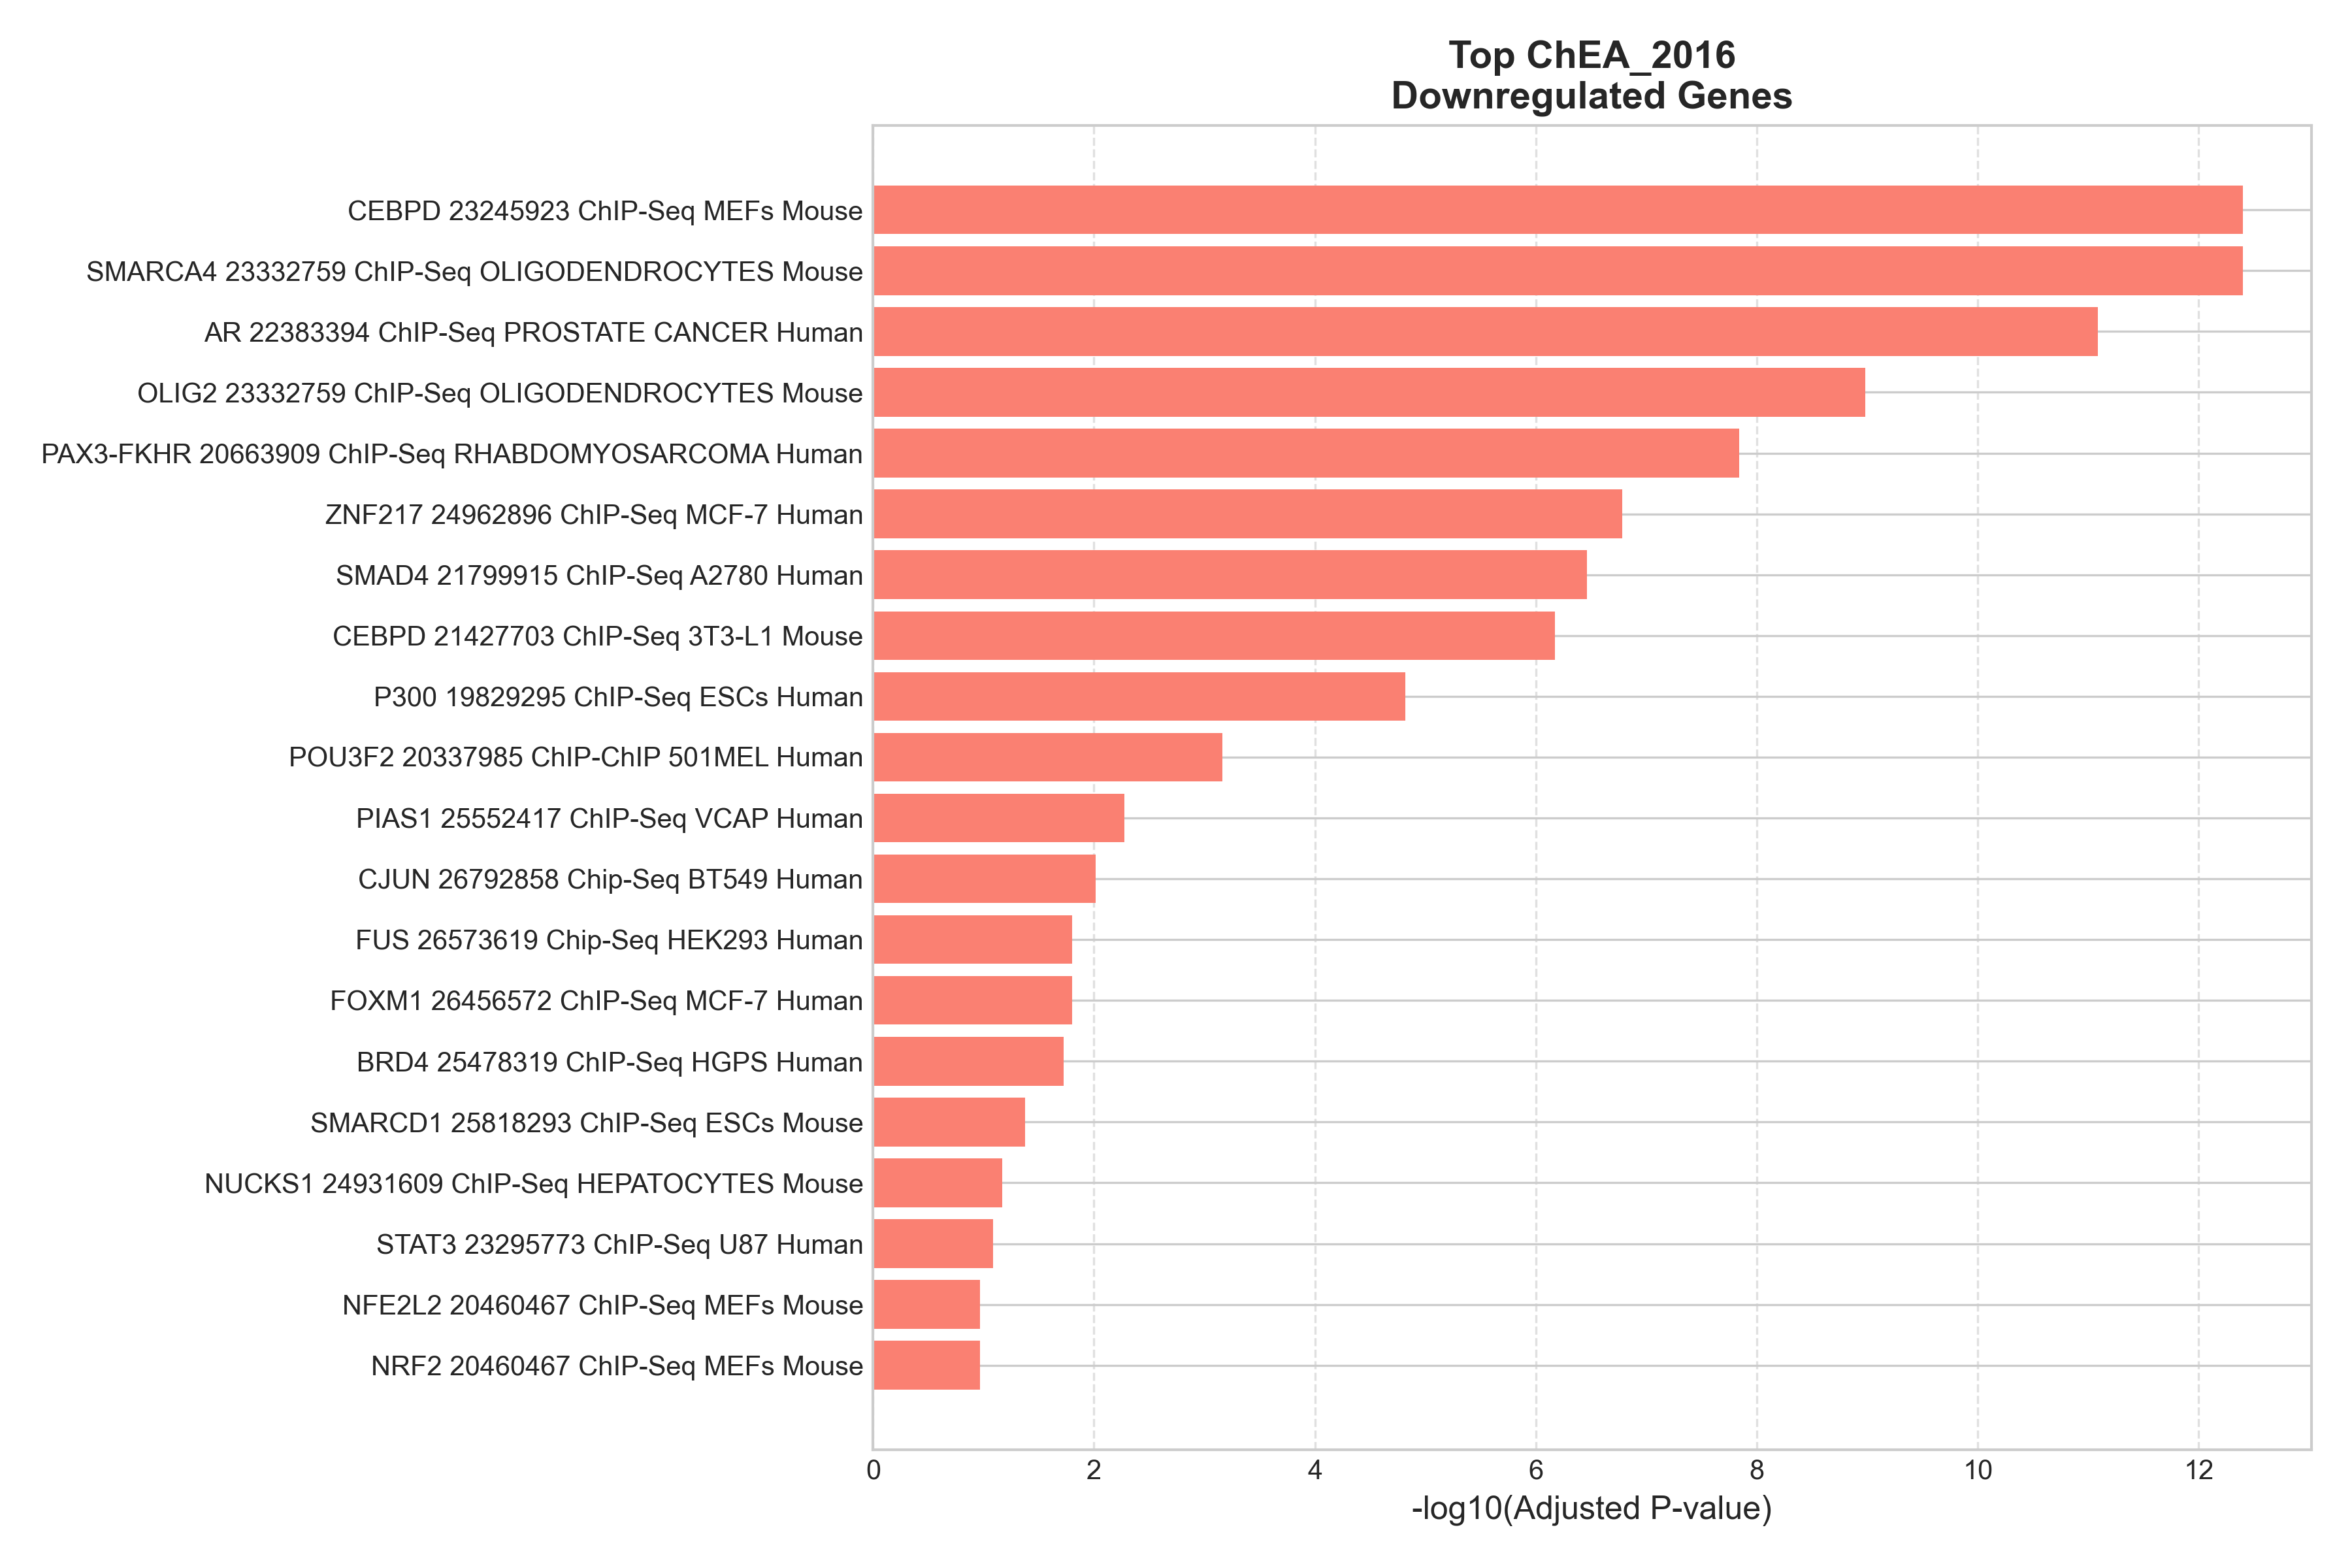 Top ChEA_2016
Downregulated Genes
CEBPD 23245923 ChIP-Seq MEFs Mouse
SMARCA4 23332759 ChIP-Seq OLIGODENDROCYTES Mouse
AR 22383394 ChIP-Seq PROSTATE CANCER Human
OLIG2 23332759 ChIP-Seq OLIGODENDROCYTES Mouse
PAX3-FKHR 20663909 ChIP-Seq RHABDOMYOSARCOMA Human
ZNF217 24962896 ChIP-Seq MCF-7 Human
SMAD4 21799915 ChIP-Seq A2780 Human
CEBPD 21427703 ChIP-Seq 3T3-L1 Mouse
P300 19829295 ChIP-Seq ESCs Human
POU3F2 20337985 ChIP-ChIP 501MEL Human
PIAS1 25552417 ChIP-Seq VCAP Human
CJUN 26792858 Chip-Seq BT549 Human
FUS 26573619 Chip-Seq HEK293 Human
FOXM1 26456572 ChIP-Seq MCF-7 Human
BRD4 25478319 ChIP-Seq HGPS Human
SMARCD1 25818293 ChIP-Seq ESCs Mouse
NUCKS1 24931609 ChIP-Seq HEPATOCYTES Mouse
STAT3 23295773 ChIP-Seq U87 Human
NFE2L2 20460467 ChIP-Seq MEFs Mouse
NRF2 20460467 ChIP-Seq MEFs Mouse
0 2 4 6 8 10 12
-log10(Adjusted P-value)